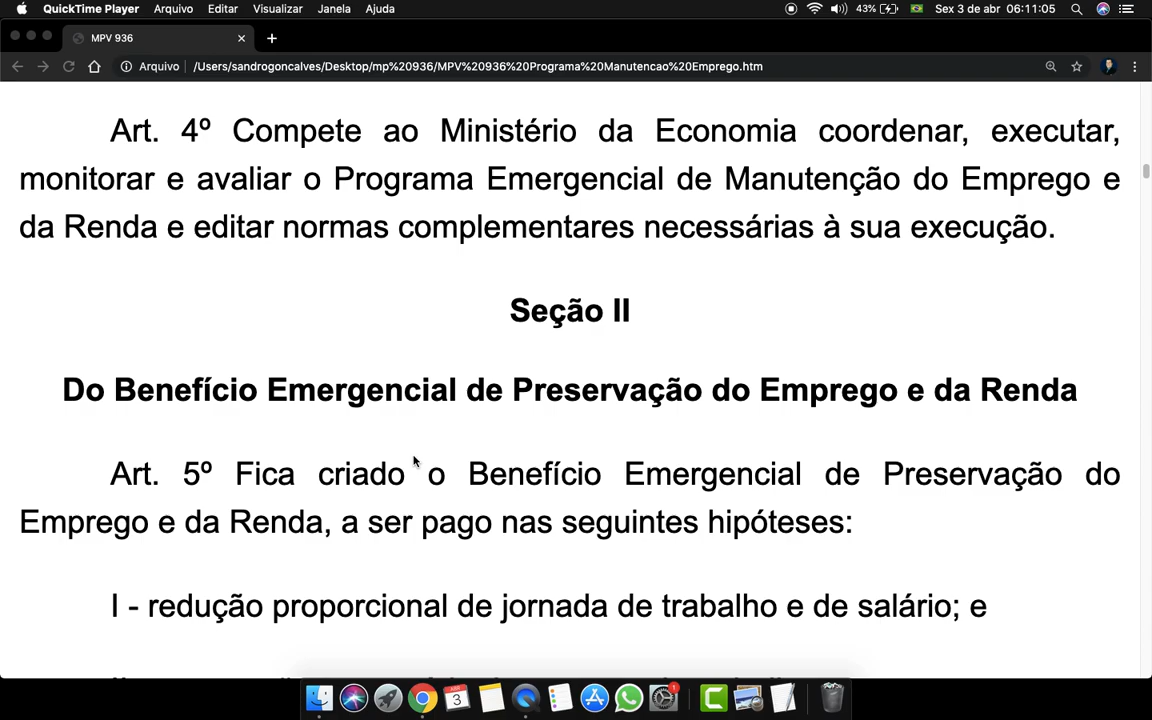 QuickTime Player Arquivo Editar Visualizar Janela Ajuda 43% Sex 3 de abr 06:11:05
MPV 936
Arquivo /Users/sandrogoncalves/Desktop/mp%20936/MPV%20936%20Programa%20Manutencao%20Emprego.htm
Art. 4º Compete ao Ministério da Economia coordenar, executar,
monitorar e avaliar o Programa Emergencial de Manutenção do Emprego e
da Renda e editar normas complementares necessárias à sua execução.
Seção II
Do Benefício Emergencial de Preservação do Emprego e da Renda
Art. 5º Fica criado o Benefício Emergencial de Preservação do
Emprego e da Renda, a ser pago nas seguintes hipóteses:
I - redução proporcional de jornada de trabalho e de salário; e
3
1